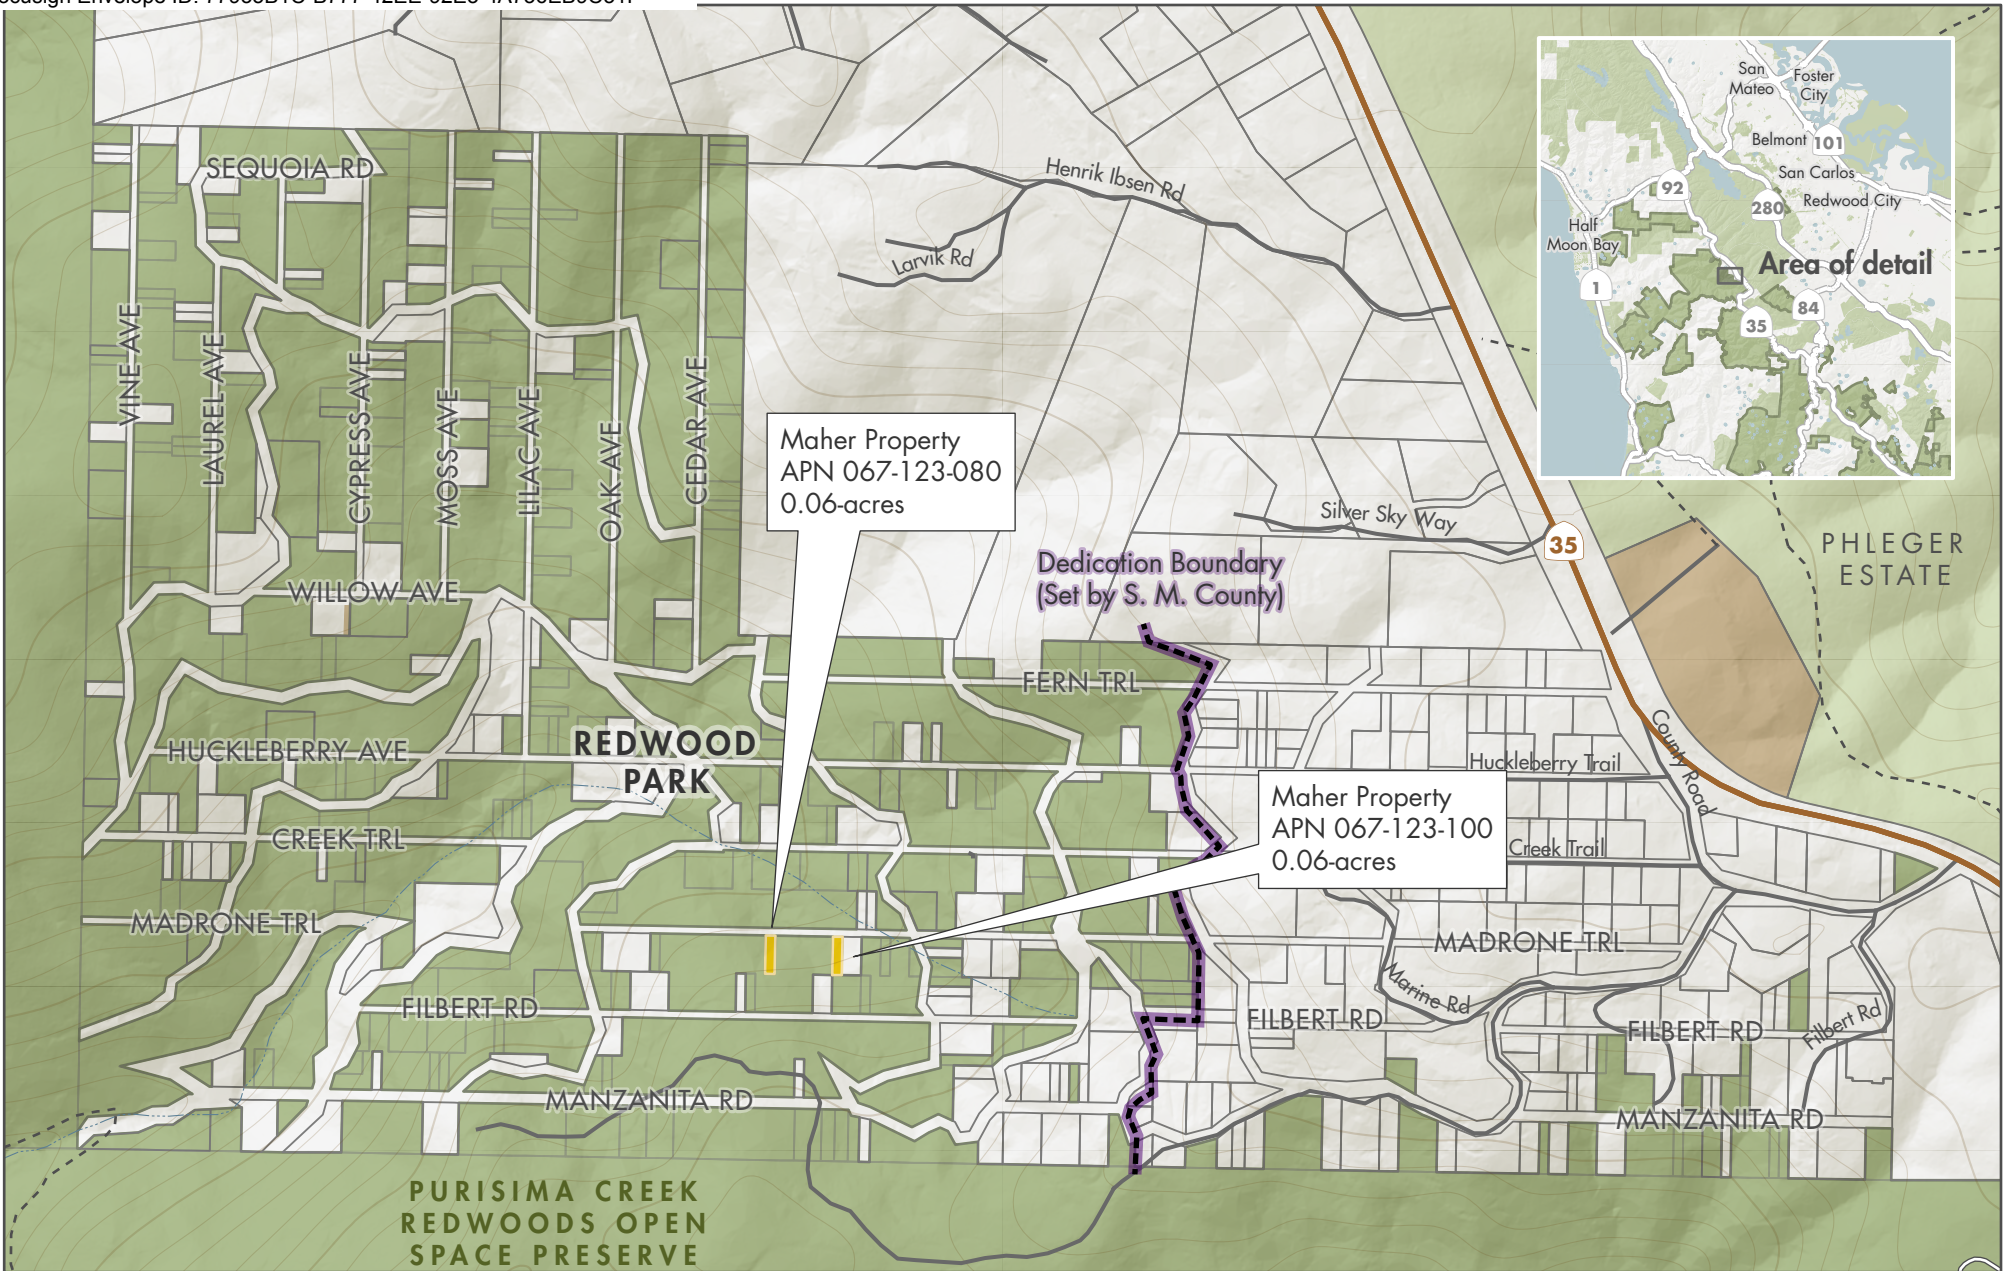 SEQUOIA RD
VINE AVE
LAUREL AVE
CYPRESS AVE
MOSS AVE
LILAC AVE
OAK AVE
CEDAR AVE
Henrik Ibsen Rd
Larvik Rd
San
Mateo
Foster
City
Belmont
101
San Carlos
92
280
Redwood City
Half
Moon Bay
Area of detail
1
84
35
Maher Property
APN 067-123-080
0.06-acres
Silver Sky Way
35
PHLEGER
ESTATE
Dedication Boundary
(Set by S. M. County)
WILLOW AVE
FERN TRL
HUCKLEBERRY AVE
REDWOOD
PARK
Huckleberry Trail
County Road
Maher Property
APN 067-123-100
0.06-acres
CREEK TRL
Creek Trail
MADRONE TRL
MADRONE TRL
Marine Rd
FILBERT RD
FILBERT RD
FILBERT RD
Filbert Rd
MANZANITA RD
MANZANITA RD
PURISIMA CREEK
REDWOODS OPEN
SPACE PRESERVE